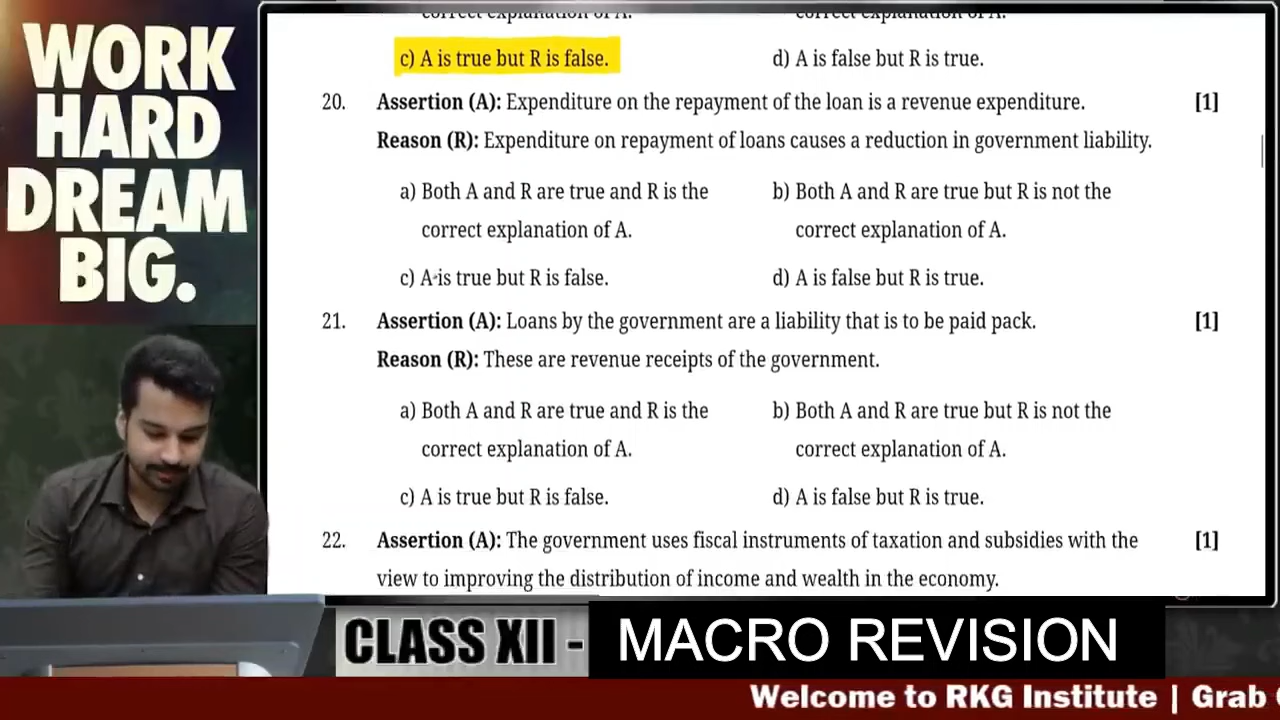 WORK
HARD
DREAM
BIG.
correct explanation of A.
correct explanation of A.
c) A is true but R is false.
d) A is false but R is true.
20. Assertion (A): Expenditure on the repayment of the loan is a revenue expenditure. [1]
Reason (R): Expenditure on repayment of loans causes a reduction in government liability.
a) Both A and R are true and R is the
correct explanation of A.
b) Both A and R are true but R is not the
correct explanation of A.
c) A is true but R is false.
d) A is false but R is true.
21. Assertion (A): Loans by the government are a liability that is to be paid pack. [1]
Reason (R): These are revenue receipts of the government.
a) Both A and R are true and R is the
correct explanation of A.
b) Both A and R are true but R is not the
correct explanation of A.
c) A is true but R is false.
d) A is false but R is true.
22. Assertion (A): The government uses fiscal instruments of taxation and subsidies with the [1]
view to improving the distribution of income and wealth in the economy.
CLASS XII - MACRO REVISION
Welcome to RKG Institute | Grab